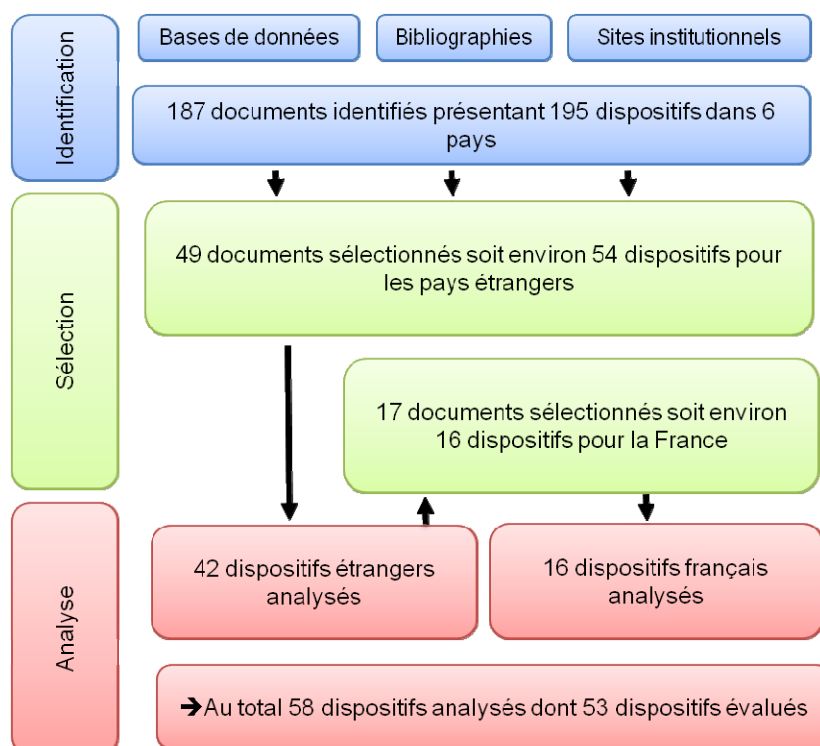 Identification
Bases de données
Bibliographies
Sites institutionnels
187 documents identifiés présentant 195 dispositifs dans 6
pays
Sélection
49 documents sélectionnés soit environ 54 dispositifs pour
les pays étrangers
17 documents sélectionnés soit environ
16 dispositifs pour la France
Analyse
42 dispositifs étrangers
analysés
16 dispositifs français
analysés
➔Au total 58 dispositifs analysés dont 53 dispositifs évalués